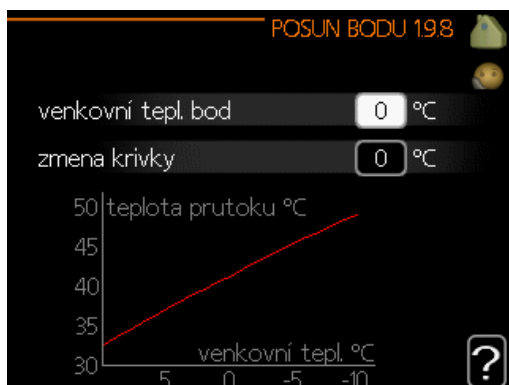 POSUN BODU 1.9.8
venkovní tepl. bod 0 °C
zmena krivky 0 °C
50 teplota prutoku °C
45
40
35
30 venkovní tepl. °C
5 0 -5 -10
?